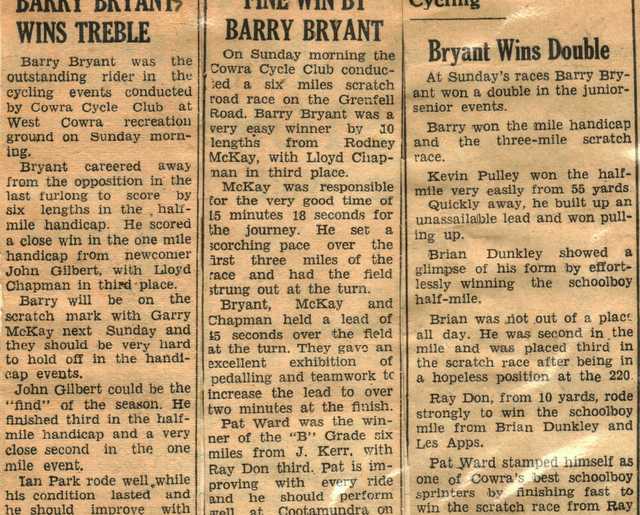 BARRY BRYANT'S
WINS TREBLE
Barry Bryant was the
outstanding rider in the
cycling events conducted
by Cowra Cycle Club at
West Cowra recreation
ground on Sunday morn-
ing.
Bryant careered away
from the opposition in the
last furlong to score by
six lengths in the half-
mile handicap. He scored
a close win in the one mile
handicap from newcomer
John Gilbert, with Lloyd
Chapman in third place.
Barry will be on the
scratch mark with Garry
McKay next Sunday and
they should be very hard
to hold off in the handi-
cap events.
John Gilbert could be the
"find" of the season. He
finished third in the half-
mile handicap and a very
close second in the one
mile event.
Ian Park rode well while
his condition lasted and
he should improve with
FINE WIN BY
BARRY BRYANT
On Sunday morning the
Cowra Cycle Club conduc-
ted a six miles scratch
road race on the Grenfell
Road. Barry Bryant was a
very easy winner by 10
lengths from Rodney
McKay, with Lloyd Chap-
man in third place.
McKay was responsible
for the very good time of
15 minutes 18 seconds for
the journey. He set a
scorching pace over the
first three miles of the
race and had the field
strung out at the turn.
Bryant, McKay and
Chapman held a lead of
15 seconds over the field
at the turn. They gave an
excellent exhibition of
pedalling and teamwork to
increase the lead to over
two minutes at the finish.
Pat Ward was the win-
ner of the "B" Grade six
miles from J. Kerr, with
Ray Don third. Pat is im-
proving with every ride
and he should perform
well at Cootamundra on
Cycling
Bryant Wins Double
At Sunday's races Barry Bry-
ant won a double in the junior-
senior events.
Barry won the mile handicap
and the three-mile scratch
race.
Kevin Pulley won the half-
mile very easily from 55 yards
Quickly away, he built up an
unassailable lead and won pull-
ing up.
Brian Dunkley showed a
glimpse of his form by effort-
lessly winning the schoolboy
half-mile.
Brian was not out of a place
all day. He was second in the
mile and was placed third in
the scratch race after being in
a hopeless position at the 220.
Ray Don, from 10 yards, rode
strongly to win the schoolboy
mile from Brian Dunkley and
Les Apps.
Pat Ward stamped himself as
one of Cowra's best schoolboy
sprinters by finishing fast to
win the scratch race from Ray